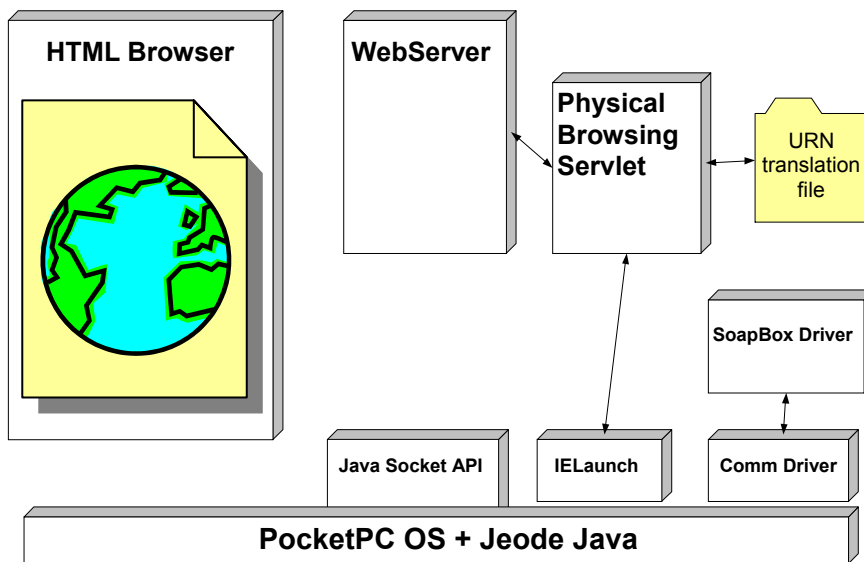 HTML Browser
WebServer
Physical
Browsing
Servlet
URN
translation
file
SoapBox Driver
Java Socket API
IELaunch
Comm Driver
PocketPC OS + Jeode Java